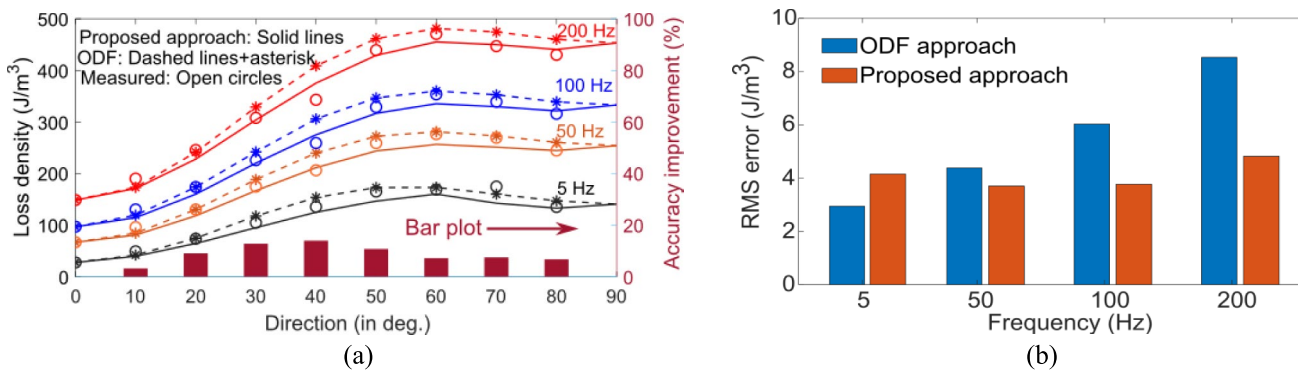 (a)
500
400
300
200
100
0
Loss density (J/m³)
Proposed approach: Solid lines
ODF: Dashed lines+asterisk
Measured: Open circles
200 Hz
100 Hz
50 Hz
5 Hz
Bar plot
100
80
60
40
20
0
Accuracy improvement (%)
0 10 20 30 40 50 60 70 80 90
Direction (in deg.)
(a)
10
8
6
4
2
0
RMS error (J/m³)
ODF approach
Proposed approach
5 50 100 200
Frequency (Hz)
(b)